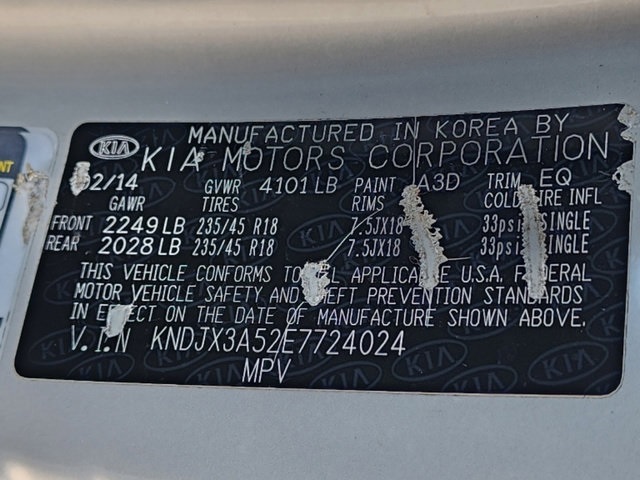 MANUFACTURED IN KOREA BY
KIA KIA MOTORS CORPORATION
2/14 GVWR 4101 LB PAINT A3D TRIM EQ
GAWR TIRES RIMS COLD TIRE INFL
FRONT 2249 LB 235/45 R18 7.5JX18 33psi SINGLE
REAR 2028 LB 235/45 R18 7.5JX18 33psi SINGLE
THIS VEHICLE CONFORMS TO ALL APPLICABLE U.S.A. FEDERAL
MOTOR VEHICLE SAFETY AND THEFT PREVENTION STANDARDS
IN EFFECT ON THE DATE OF MANUFACTURE SHOWN ABOVE.
V.I.N KNDJX3A52E7724024
MPV